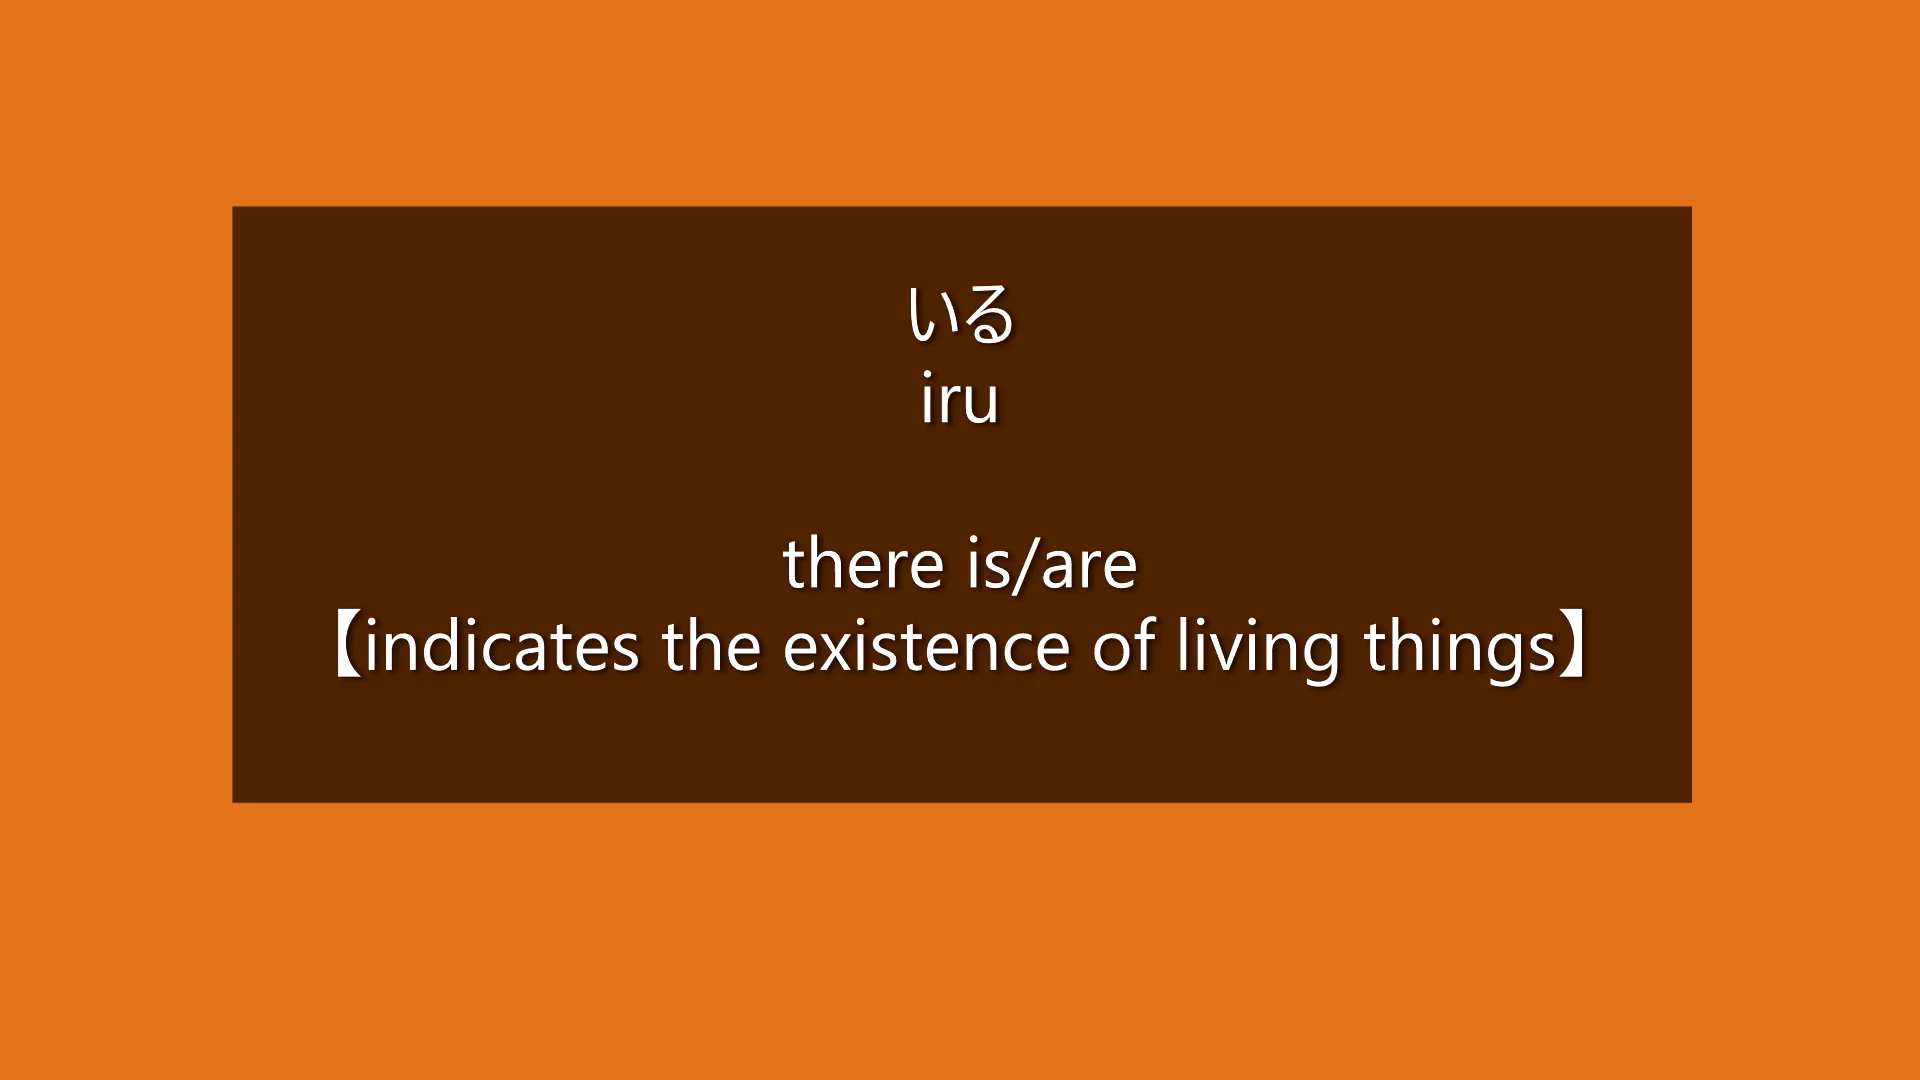 いる
iru
there is/are
【indicates the existence of living things】